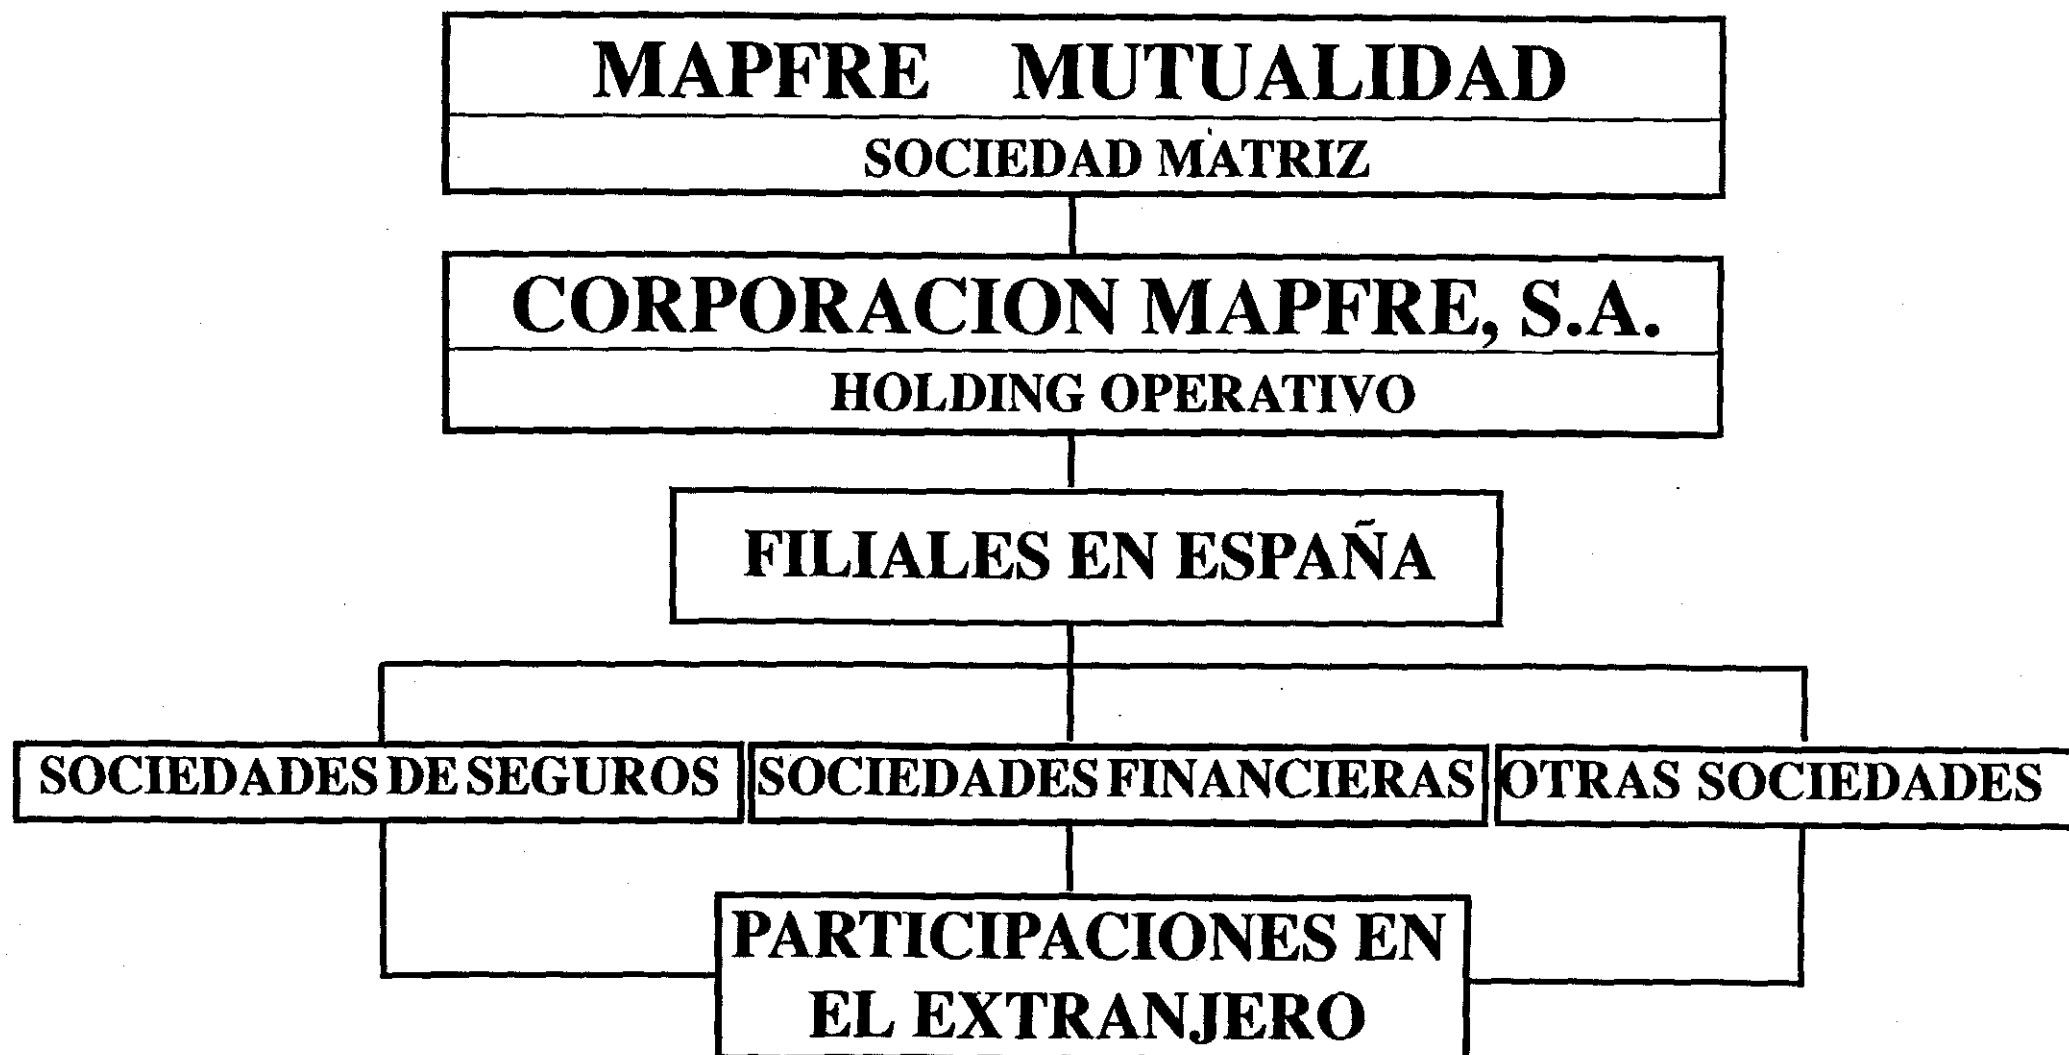 MAPFRE MUTUALIDAD
SOCIEDAD MATRIZ
CORPORACION MAPFRE, S.A.
HOLDING OPERATIVO
FILIALES EN ESPAÑA
SOCIEDADES DE SEGUROS
SOCIEDADES FINANCIERAS
OTRAS SOCIEDADES
PARTICIPACIONES EN
EL EXTRANJERO